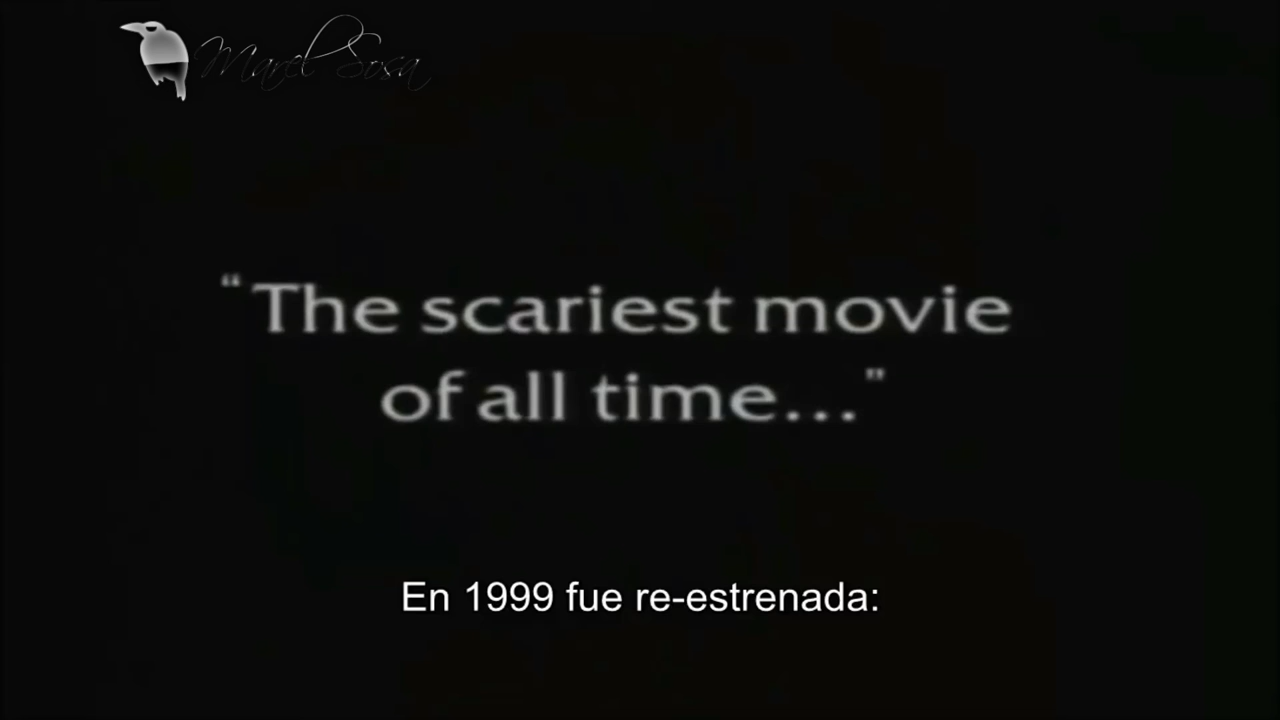 Marel Sosa
“The scariest movie
of all time...”
En 1999 fue re-estrenada: